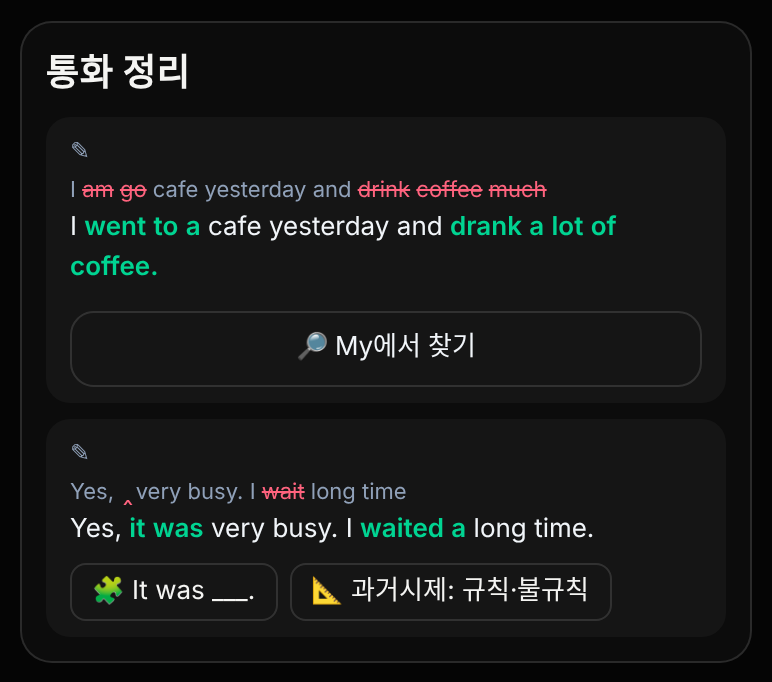 통화 정리
✎
I am go cafe yesterday and drink coffee much
I went to a cafe yesterday and drank a lot of
coffee.
🔎 My에서 찾기
✎
Yes, ‸very busy. I wait long time
Yes, it was very busy. I waited a long time.
🧩 It was ___.
📐 과거시제: 규칙·불규칙